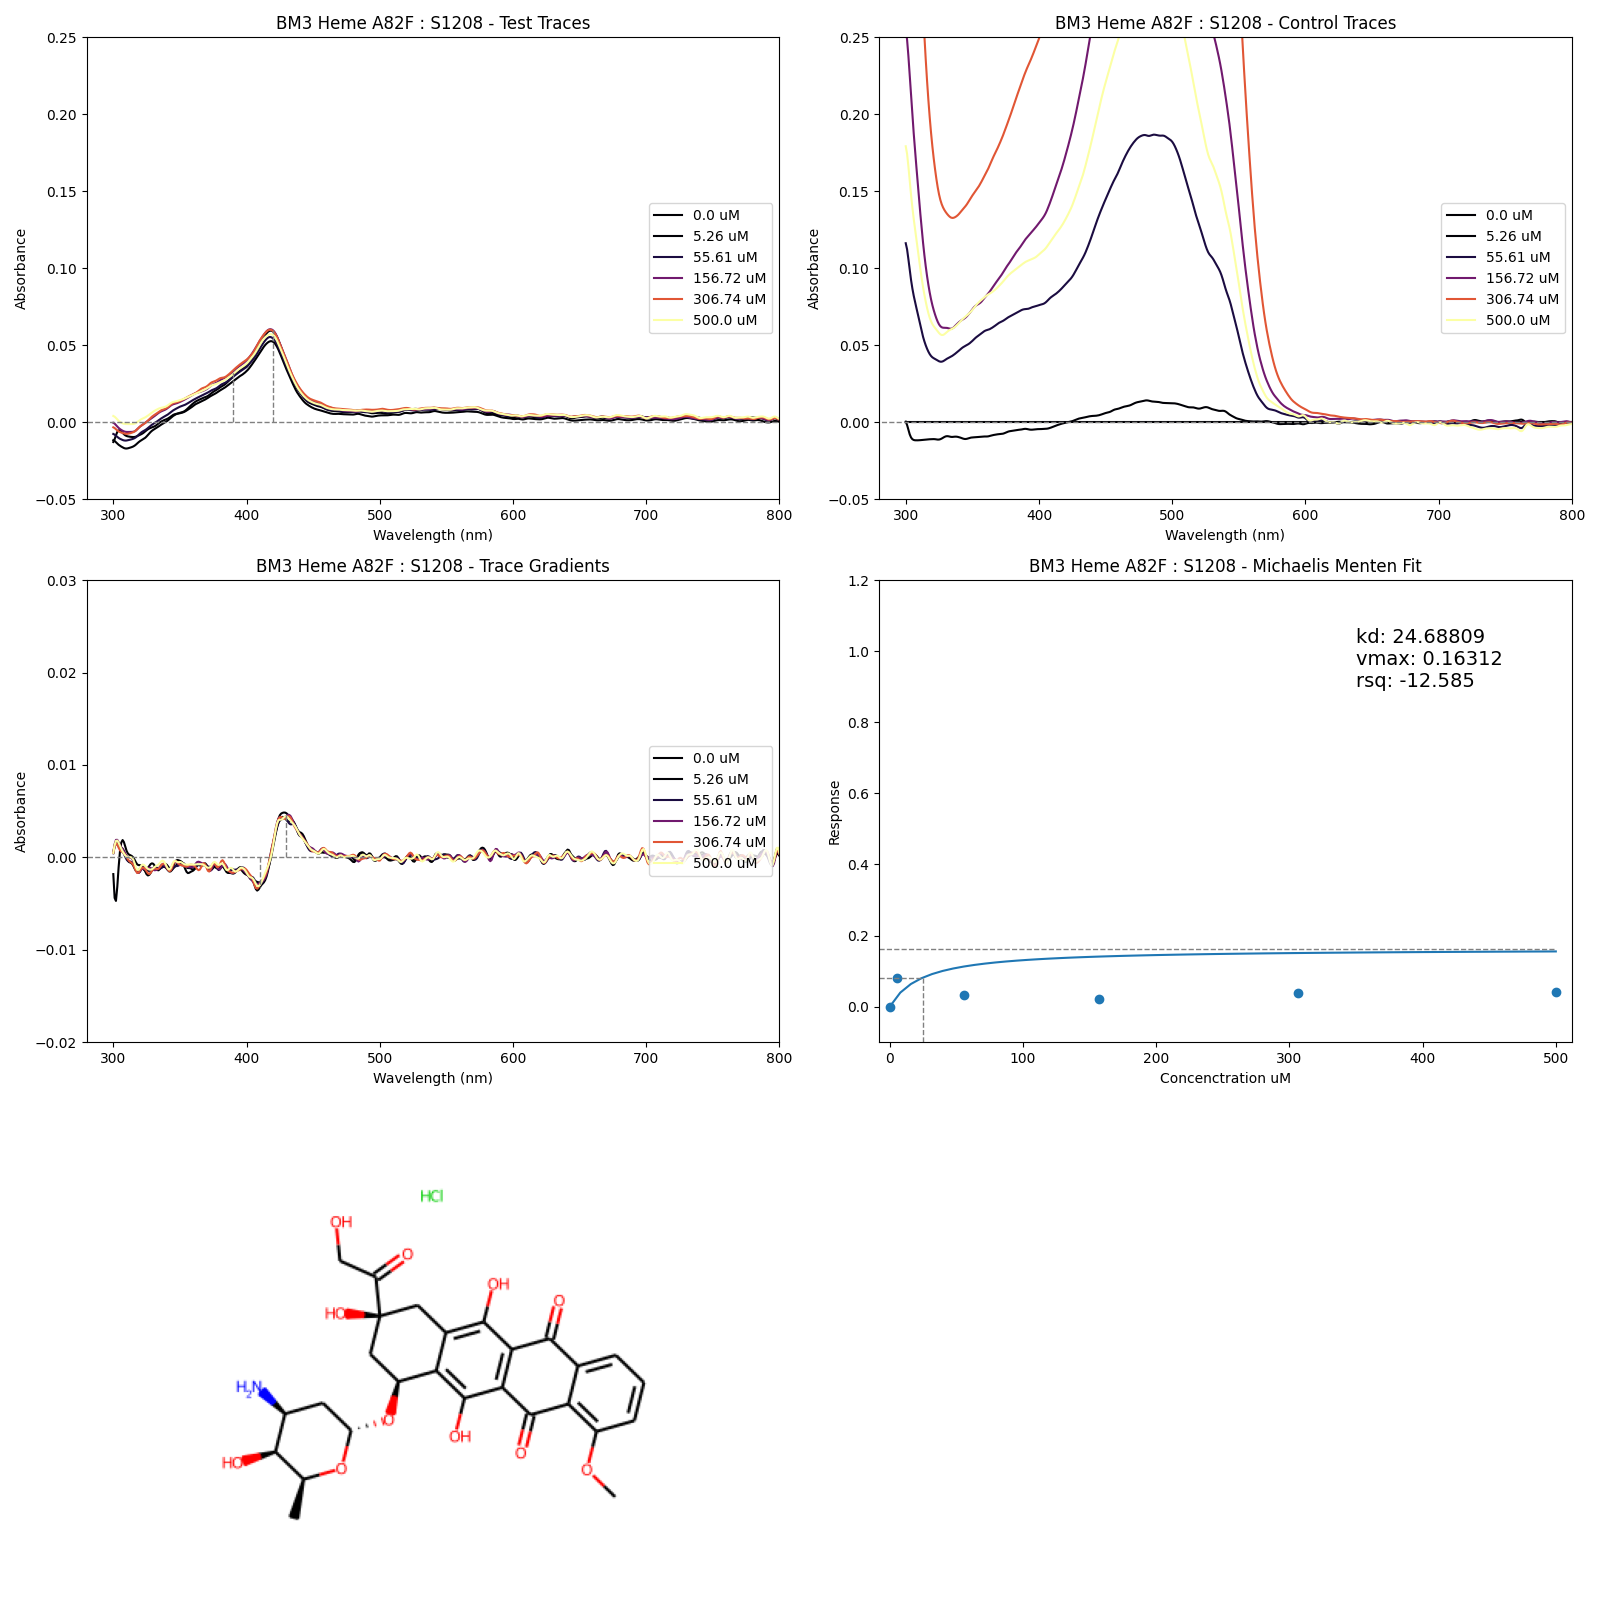 BM3 Heme A82F : S1208 - Test Traces
0.25
0.20
0.15
0.10
0.05
0.00
−0.05
Absorbance
0.0 uM
5.26 uM
55.61 uM
156.72 uM
306.74 uM
500.0 uM
300 400 500 600 700 800
Wavelength (nm)
BM3 Heme A82F : S1208 - Control Traces
0.25
0.20
0.15
0.10
0.05
0.00
−0.05
Absorbance
0.0 uM
5.26 uM
55.61 uM
156.72 uM
306.74 uM
500.0 uM
300 400 500 600 700 800
Wavelength (nm)
BM3 Heme A82F : S1208 - Trace Gradients
0.03
0.02
0.01
0.00
−0.01
−0.02
Absorbance
0.0 uM
5.26 uM
55.61 uM
156.72 uM
306.74 uM
500.0 uM
300 400 500 600 700 800
Wavelength (nm)
BM3 Heme A82F : S1208 - Michaelis Menten Fit
1.2
1.0
0.8
0.6
0.4
0.2
0.0
Response
kd: 24.68809
vmax: 0.16312
rsq: -12.585
0 100 200 300 400 500
Concenctration uM
HCl
OH
O
OH
O
HO
H2N
O
OH
O
HO
O
O